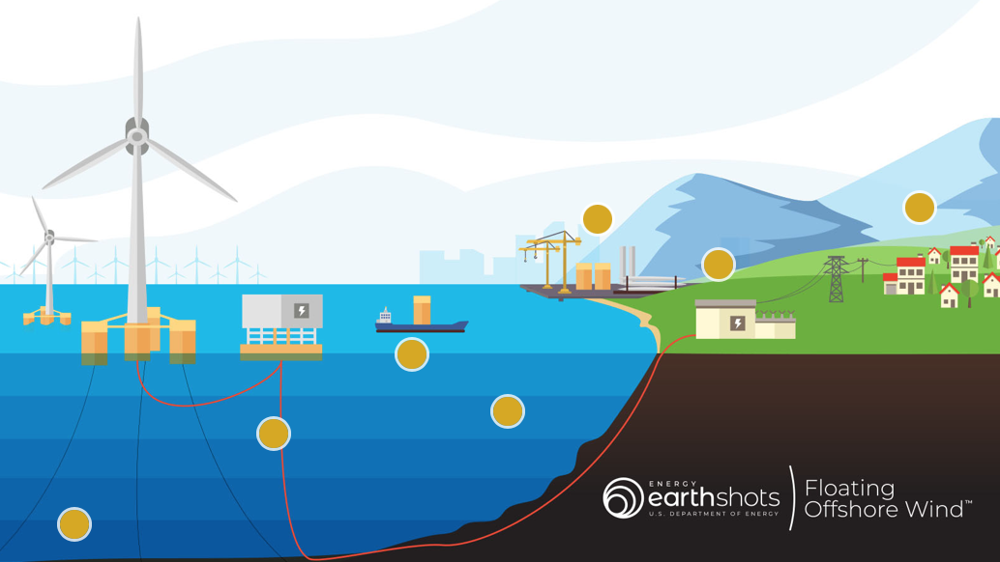 ENERGY
earthshots
U.S. DEPARTMENT OF ENERGY
Floating
Offshore Wind™